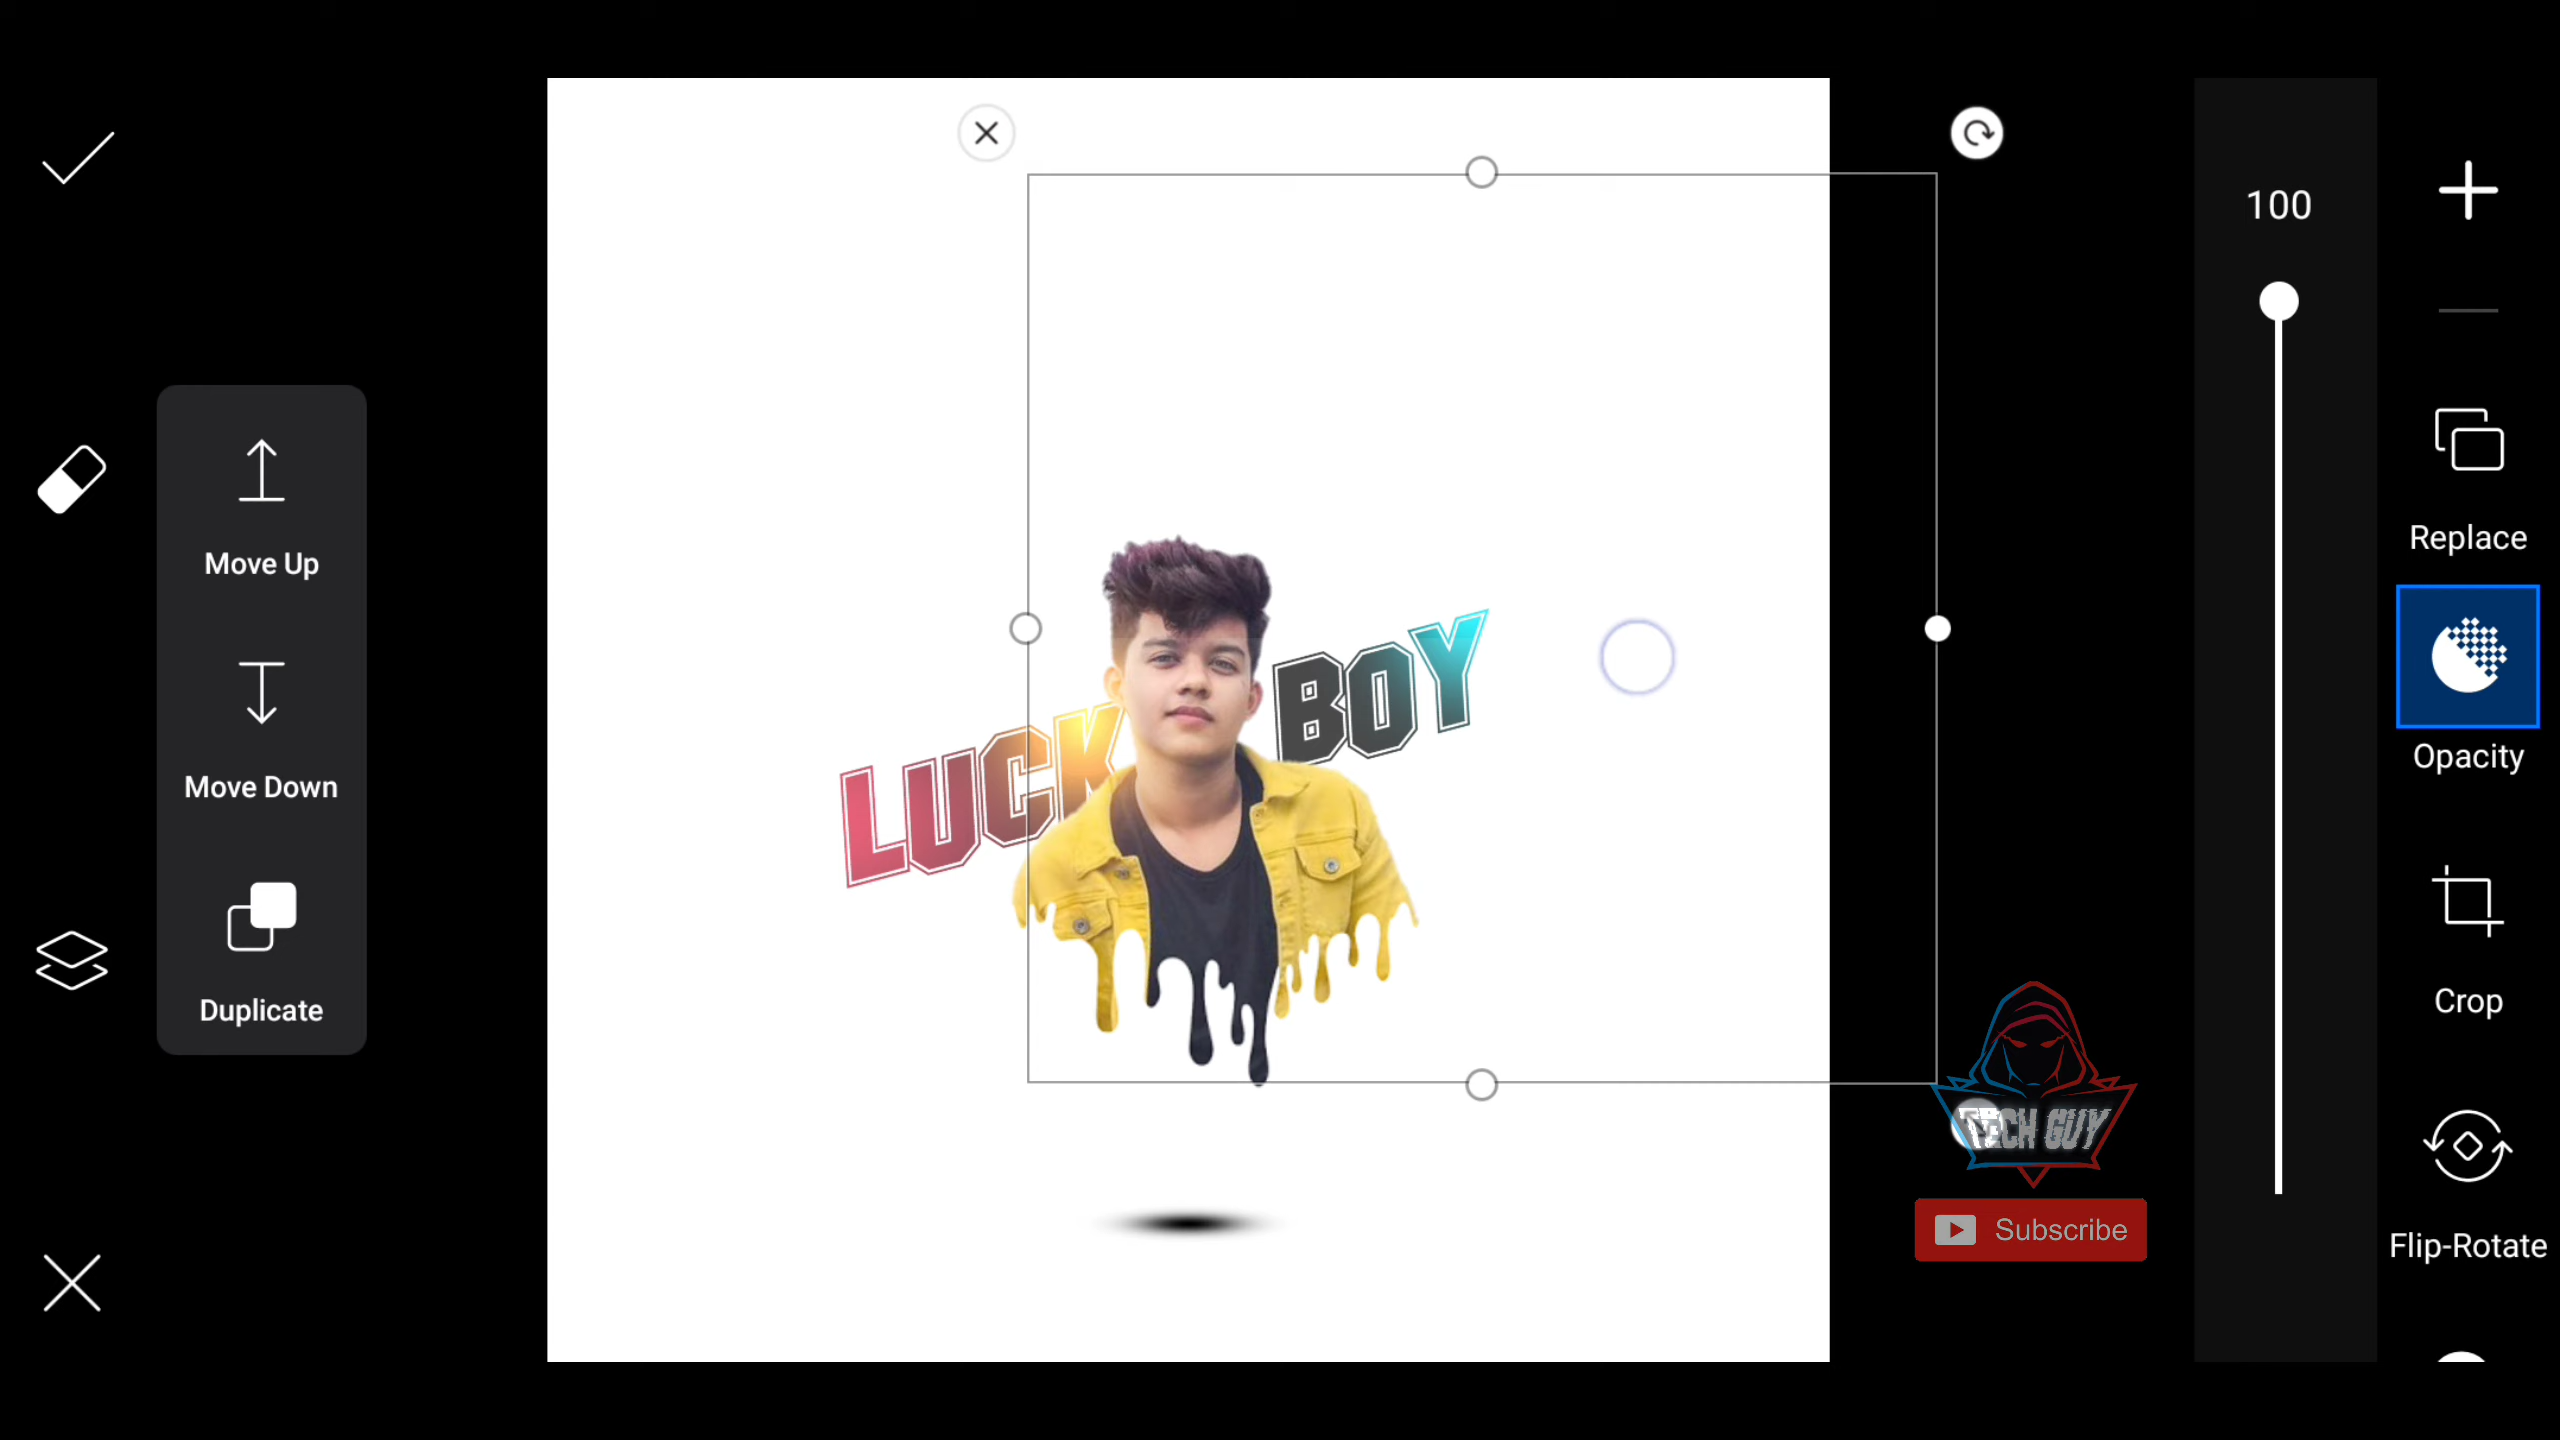 100
Replace
Opacity
Crop
Flip-Rotate
Move Up
Move Down
Duplicate
LUCK
BOY
TECH GUY
Subscribe